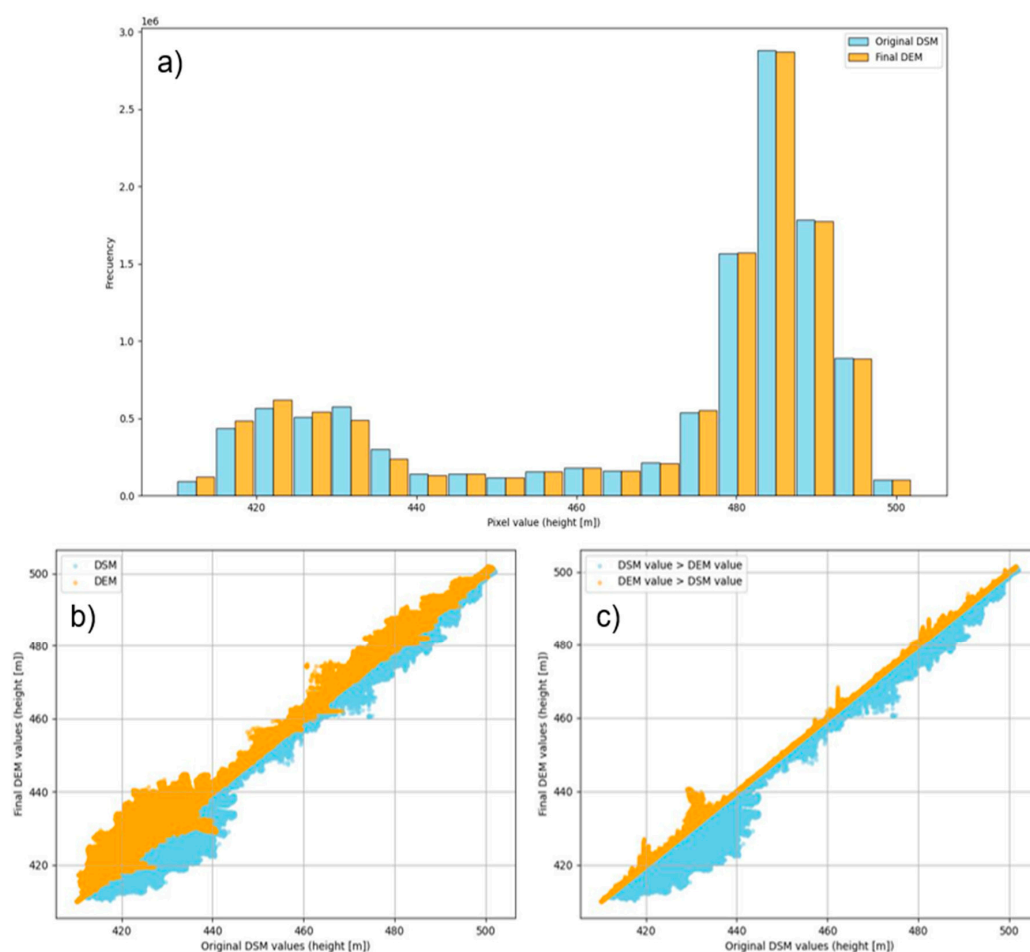 1e6
a)
Original DSM
Final DEM
3.0
2.5
2.0
1.5
1.0
0.5
0.0
Frecuency
420 440 460 480 500
Pixel value (height [m])
b)
DSM
DEM
500
480
460
440
420
Final DEM values (height [m])
420 440 460 480 500
Original DSM values (height [m])
c)
DSM value > DEM value
DEM value > DSM value
500
480
460
440
420
Final DEM values (height [m])
420 440 460 480 500
Original DSM values (height [m])